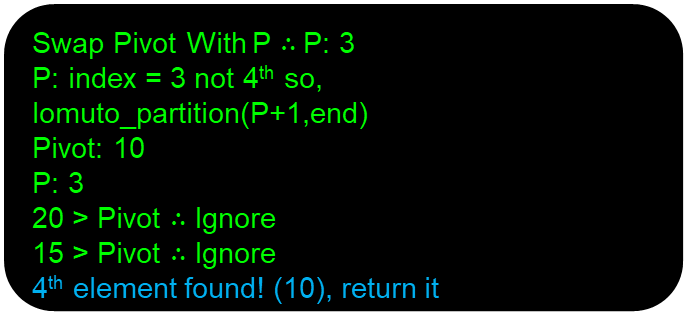 Swap Pivot With P ∴ P: 3
P: index = 3 not 4th so,
lomuto_partition(P+1,end)
Pivot: 10
P: 3
20 > Pivot ∴ Ignore
15 > Pivot ∴ Ignore
4th element found! (10), return it